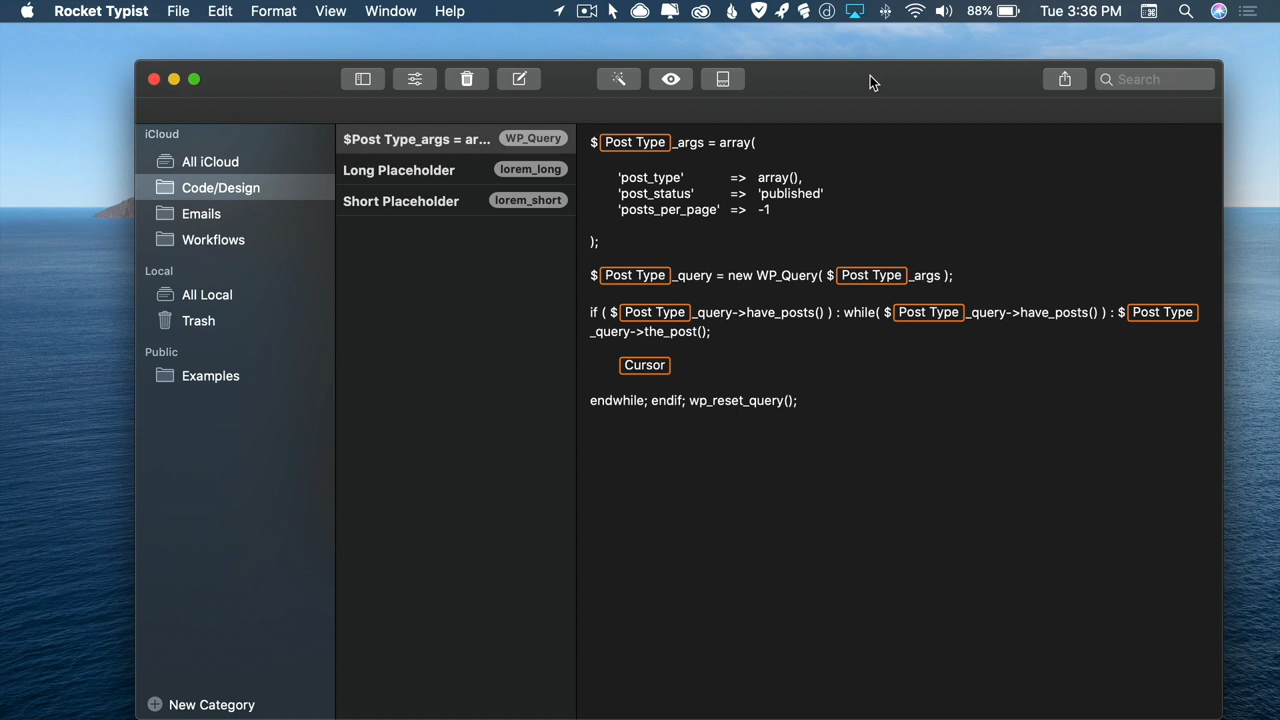 Rocket Typist File Edit Format View Window Help 88% Tue 3:36 PM
Search
iCloud
All iCloud
Code/Design
Emails
Workflows
Local
All Local
Trash
Public
Examples
New Category
$Post Type_args = ar... WP_Query
Long Placeholder lorem_long
Short Placeholder lorem_short
$ Post Type _args = array(
'post_type' => array(),
'post_status' => 'published'
'posts_per_page' => -1
);
$ Post Type _query = new WP_Query( $ Post Type _args );
if ( $ Post Type _query->have_posts() ) : while( $ Post Type _query->have_posts() ) : $ Post Type
_query->the_post();
Cursor
endwhile; endif; wp_reset_query();